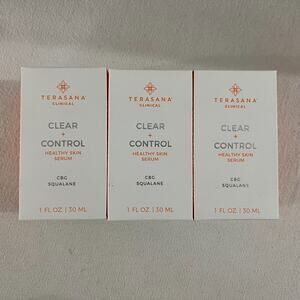 TERASANA®
CLINICAL
CLEAR
+
CONTROL
HEALTHY SKIN
SERUM
CBG
SQUALANE
1 FL OZ | 30 ML
TERASANA®
CLINICAL
CLEAR
+
CONTROL
HEALTHY SKIN
SERUM
CBG
SQUALANE
1 FL OZ | 30 ML
TERASANA®
CLINICAL
CLEAR
+
CONTROL
HEALTHY SKIN
SERUM
CBG
SQUALANE
1 FL OZ | 30 ML